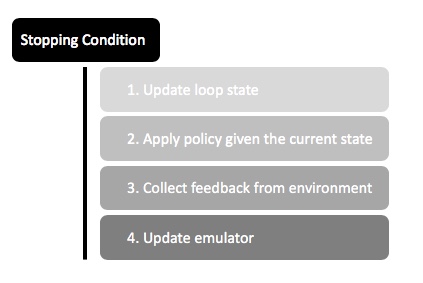 Stopping Condition
1. Update loop state
2. Apply policy given the current state
3. Collect feedback from environment
4. Update emulator